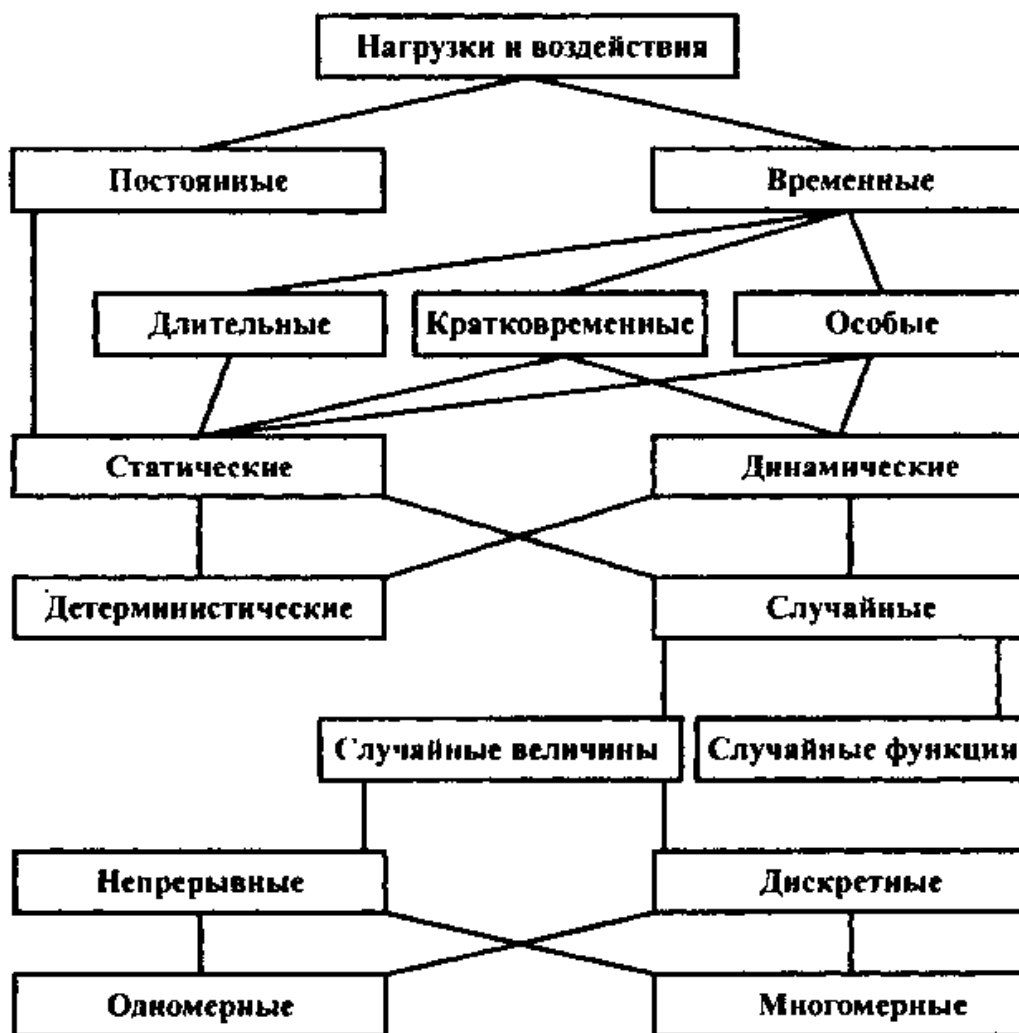 Нагрузки и воздействия
Постоянные
Временные
Длительные
Кратковременные
Особые
Статические
Динамические
Детерминистические
Случайные
Случайные величины
Случайные функции
Непрерывные
Дискретные
Одномерные
Многомерные